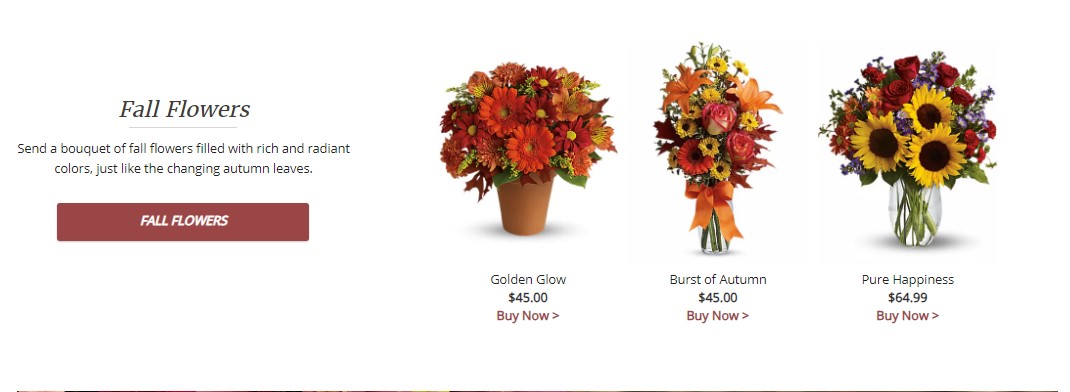 Fall Flowers
Send a bouquet of fall flowers filled with rich and radiant
colors, just like the changing autumn leaves.
FALL FLOWERS
Golden Glow
$45.00
Buy Now >
Burst of Autumn
$45.00
Buy Now >
Pure Happiness
$64.99
Buy Now >